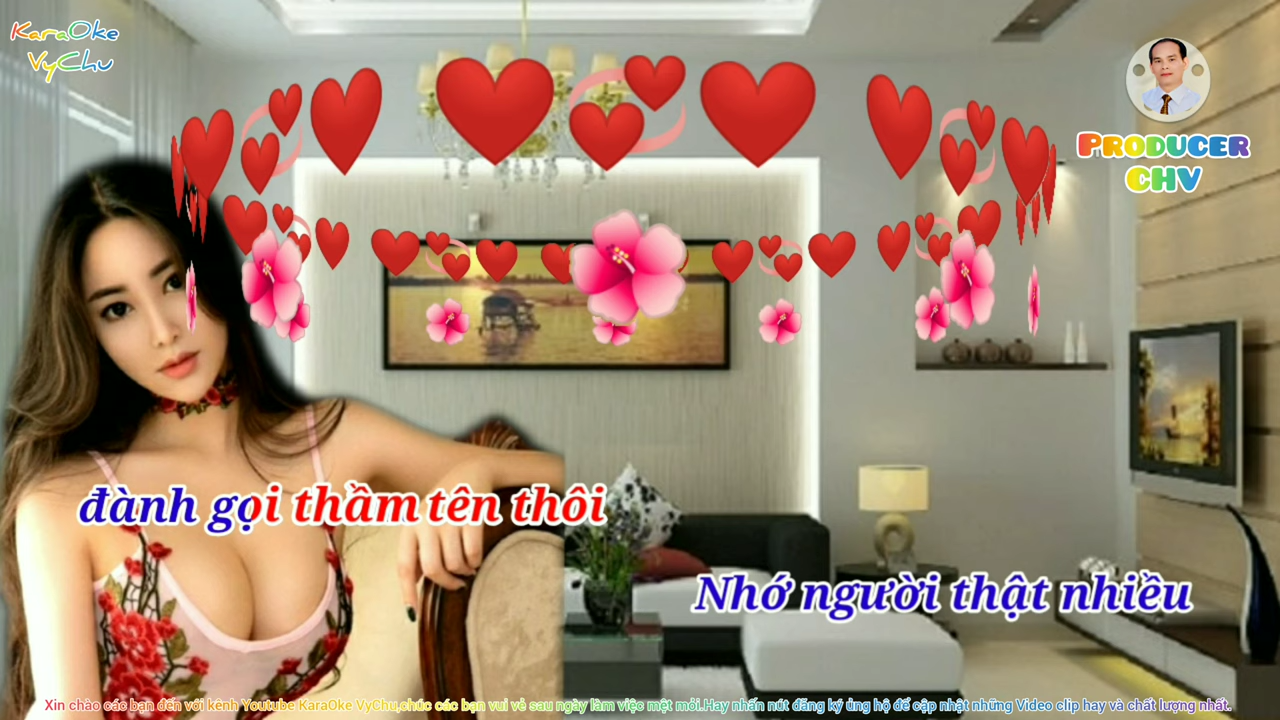 KaraOke
VyChu
PRODUCER
CHV
đành gọi thầm tên thôi
Nhớ người thật nhiều
Xin chào các bạn đến với kênh Youtube KaraOke VyChu,chúc các bạn vui vẻ sau ngày làm việc mệt mỏi.Hay nhấn nút đăng ký ủng hộ để cập nhật những Video clip hay và chất lượng nhất.